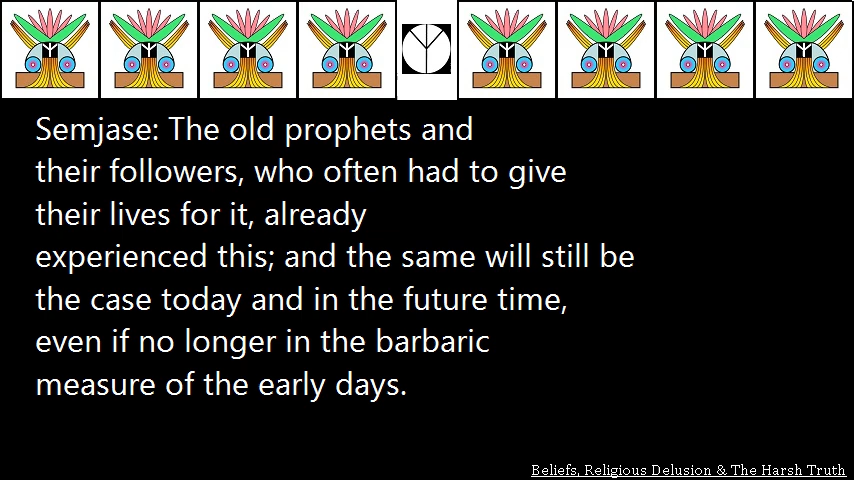 Semjase: The old prophets and
their followers, who often had to give
their lives for it, already
experienced this; and the same will still be
the case today and in the future time,
even if no longer in the barbaric
measure of the early days.
Beliefs, Religious Delusion & The Harsh Truth